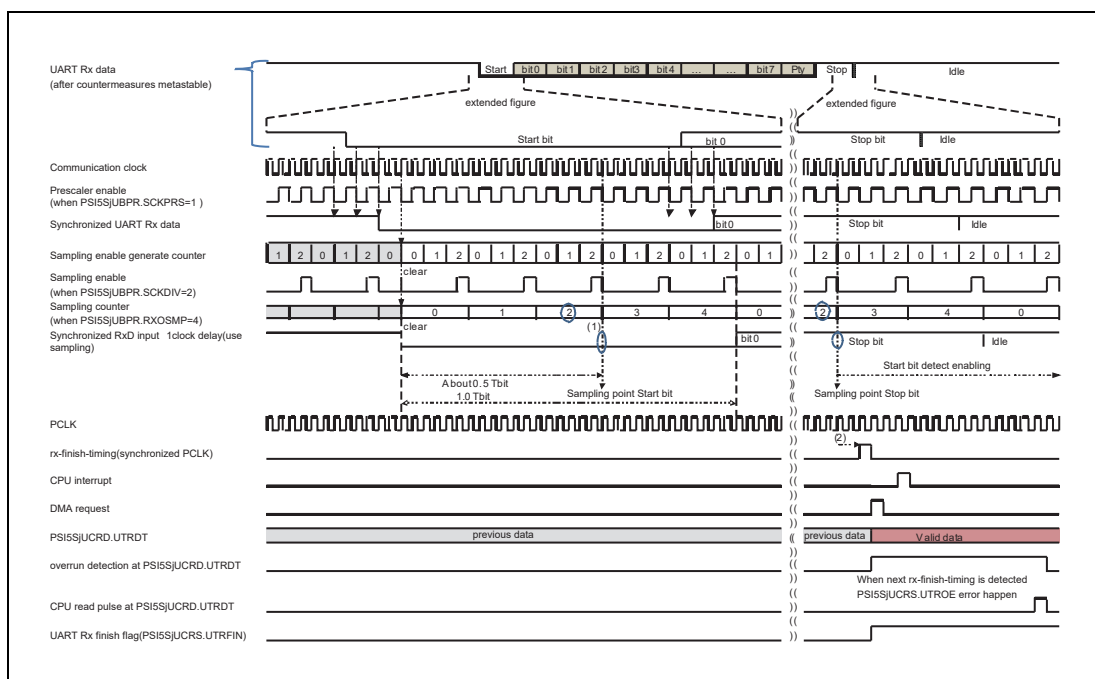 UART Rx data
(after countermeasures metastable)
Start bit0 bit1 bit2 bit3 bit4 ... ... bit7 Pty Stop Idle
extended figure extended figure
Start bit bit 0 Stop bit Idle
Communication clock
Prescaler enable
(when PSI5SjUBPR.SCKPRS=1 )
Synchronized UART Rx data bit0 Stop bit Idle
Sampling enable generate counter 1 2 0 1 2 0 0 1 2 0 1 2 0 1 2 0 1 2 0 1 2 0 1 2 0 1 2 0 1 2 0 1 2
clear
Sampling enable
(when PSI5SjUBPR.SCKDIV=2)
Sampling counter
(when PSI5SjUBPR.RXOSMP=4) 0 1 2 3 4 0 2 3 4 0
clear (1)
Synchronized RxD input 1clock delay(use
sampling) bit0 Stop bit Idle
Start bit detect enabling
About 0.5 Tbit
1.0 Tbit Sampling point Start bit Sampling point Stop bit
PCLK
(2)
rx-finish-timing(synchronized PCLK)
CPU interrupt
DMA request
PSI5SjUCRD.UTRDT previous data previous data Valid data
overrun detection at PSI5SjUCRD.UTRDT
When next rx-finish-timing is detected
PSI5SjUCRS.UTROE error happen
CPU read pulse at PSI5SjUCRD.UTRDT
UART Rx finish flag(PSI5SjUCRS.UTRFIN)